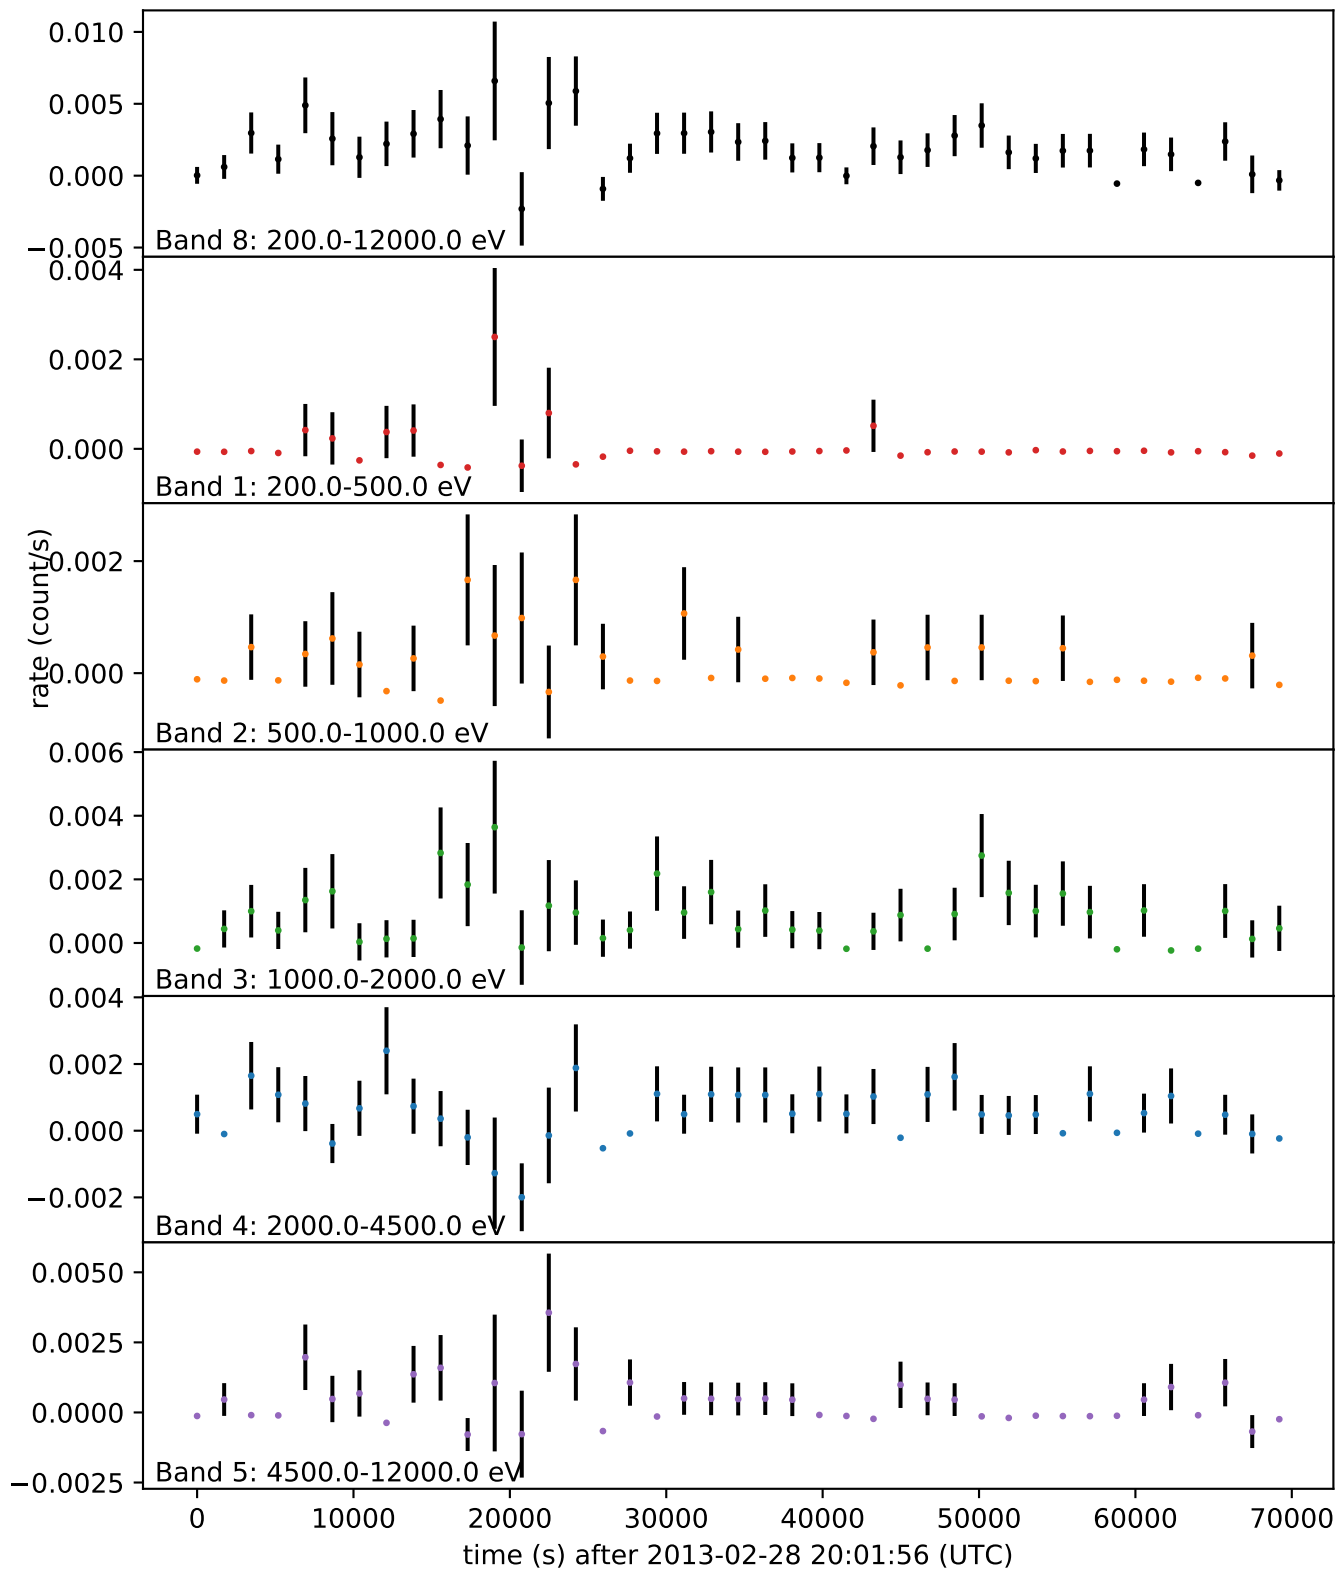 0.010
0.005
0.000
−0.005
Band 8: 200.0-12000.0 eV
0.004
0.002
0.000
Band 1: 200.0-500.0 eV
rate (count/s)
0.002
0.000
Band 2: 500.0-1000.0 eV
0.006
0.004
0.002
0.000
Band 3: 1000.0-2000.0 eV
0.004
0.002
0.000
−0.002
Band 4: 2000.0-4500.0 eV
0.0050
0.0025
0.0000
−0.0025
Band 5: 4500.0-12000.0 eV
0 10000 20000 30000 40000 50000 60000 70000
time (s) after 2013-02-28 20:01:56 (UTC)